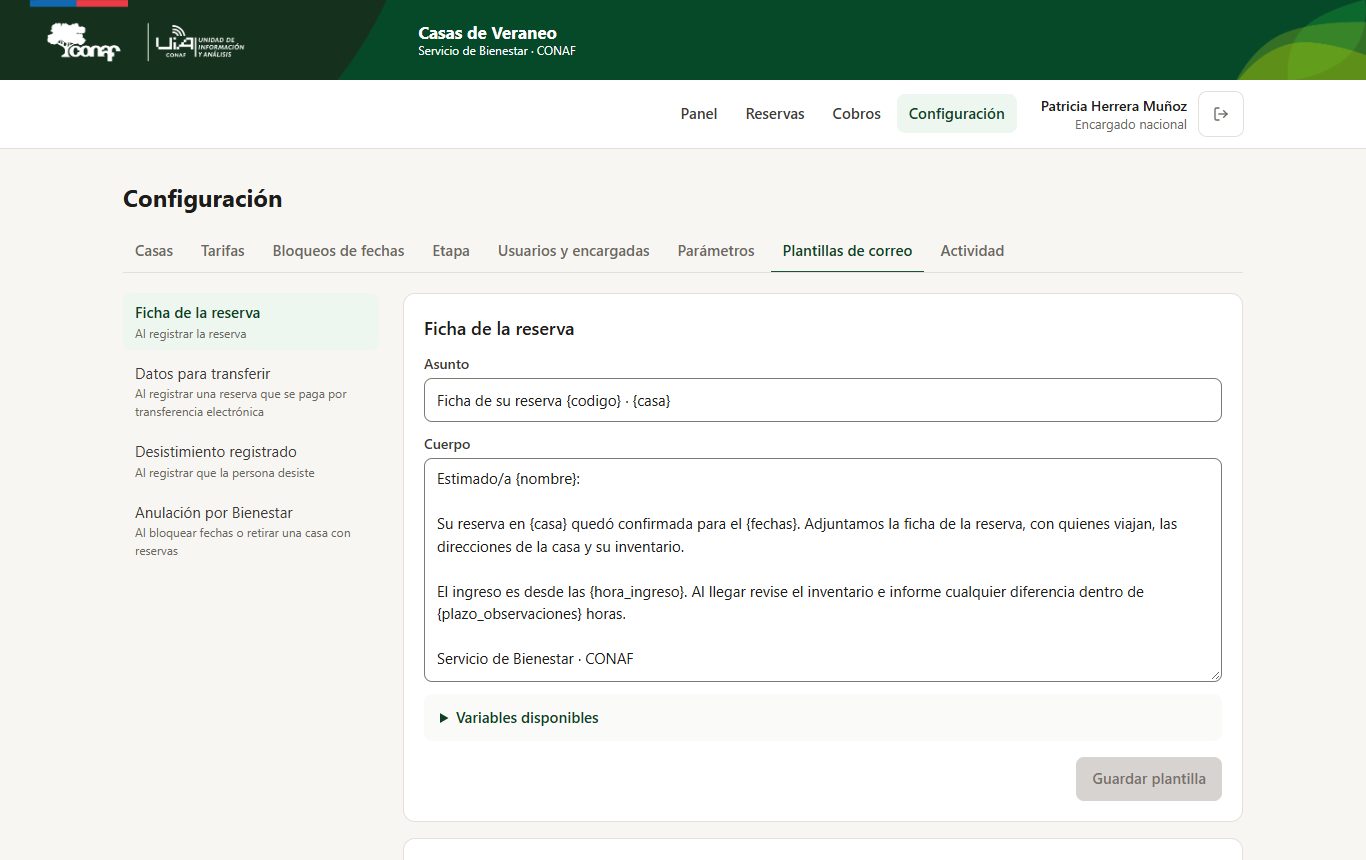 CONAF
UIA
CONAF
UNIDAD DE
INFORMACIÓN
Y ANÁLISIS
Casas de Veraneo
Servicio de Bienestar · CONAF
Panel
Reservas
Cobros
Configuración
Patricia Herrera Muñoz
Encargado nacional
Configuración
Casas
Tarifas
Bloqueos de fechas
Etapa
Usuarios y encargadas
Parámetros
Plantillas de correo
Actividad
Ficha de la reserva
Al registrar la reserva
Datos para transferir
Al registrar una reserva que se paga por
transferencia electrónica
Desistimiento registrado
Al registrar que la persona desiste
Anulación por Bienestar
Al bloquear fechas o retirar una casa con
reservas
Ficha de la reserva
Asunto
Ficha de su reserva {codigo} · {casa}
Cuerpo
Estimado/a {nombre}:
Su reserva en {casa} quedó confirmada para el {fechas}. Adjuntamos la ficha de la reserva, con quienes viajan, las
direcciones de la casa y su inventario.
El ingreso es desde las {hora_ingreso}. Al llegar revise el inventario e informe cualquier diferencia dentro de
{plazo_observaciones} horas.
Servicio de Bienestar · CONAF
Variables disponibles
Guardar plantilla